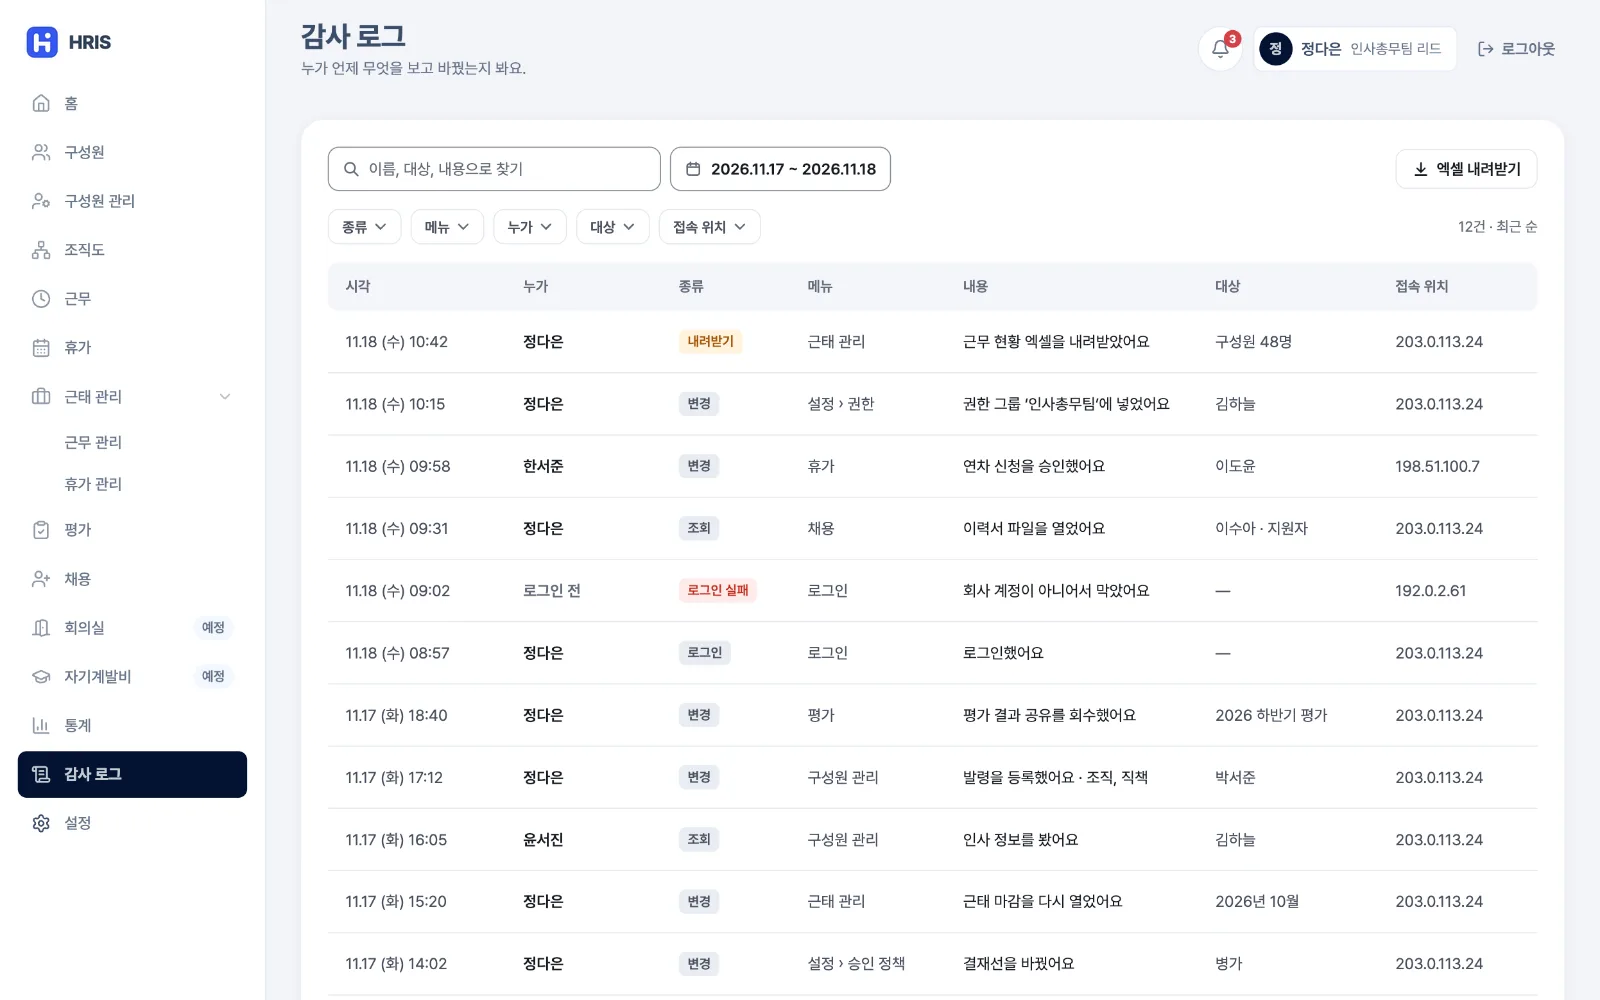 HRIS
홈
구성원
구성원 관리
조직도
근무
휴가
근태 관리
근무 관리
휴가 관리
평가
채용
회의실 예정
자기계발비 예정
통계
감사 로그
설정
감사 로그
누가 언제 무엇을 보고 바꿨는지 봐요.
3
정 정다은 인사총무팀 리드
로그아웃
이름, 대상, 내용으로 찾기
2026.11.17 ~ 2026.11.18
엑셀 내려받기
종류 메뉴 누가 대상 접속 위치
12건 · 최근 순
시각 누가 종류 메뉴 내용 대상 접속 위치
11.18 (수) 10:42 정다은 내려받기 근태 관리 근무 현황 엑셀을 내려받았어요 구성원 48명 203.0.113.24
11.18 (수) 10:15 정다은 변경 설정 › 권한 권한 그룹 ‘인사총무팀’에 넣었어요 김하늘 203.0.113.24
11.18 (수) 09:58 한서준 변경 휴가 연차 신청을 승인했어요 이도윤 198.51.100.7
11.18 (수) 09:31 정다은 조회 채용 이력서 파일을 열었어요 이수아 · 지원자 203.0.113.24
11.18 (수) 09:02 로그인 전 로그인 실패 로그인 회사 계정이 아니어서 막았어요 — 192.0.2.61
11.18 (수) 08:57 정다은 로그인 로그인 로그인했어요 — 203.0.113.24
11.17 (화) 18:40 정다은 변경 평가 평가 결과 공유를 회수했어요 2026 하반기 평가 203.0.113.24
11.17 (화) 17:12 정다은 변경 구성원 관리 발령을 등록했어요 · 조직, 직책 박서준 203.0.113.24
11.17 (화) 16:05 윤서진 조회 구성원 관리 인사 정보를 봤어요 김하늘 203.0.113.24
11.17 (화) 15:20 정다은 변경 근태 관리 근태 마감을 다시 열었어요 2026년 10월 203.0.113.24
11.17 (화) 14:02 정다은 변경 설정 › 승인 정책 결재선을 바꿨어요 병가 203.0.113.24